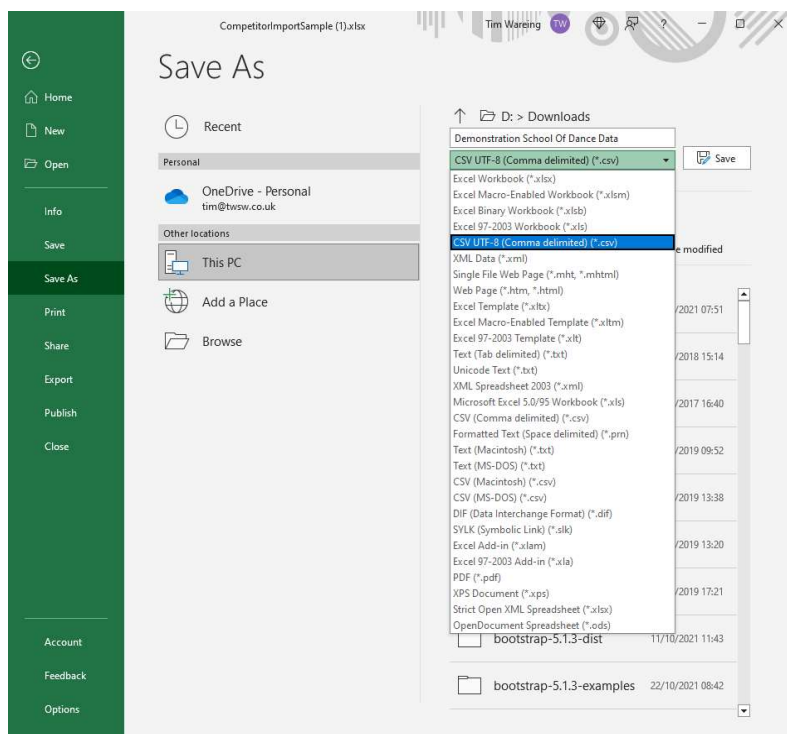 CompetitorImportSample (1).xlsx
Tim Wareing TW ?
Home
New
Open
Info
Save
Save As
Print
Share
Export
Publish
Close
Account
Feedback
Options
Save As
Recent
Personal
OneDrive - Personal
tim@twsw.co.uk
Other locations
This PC
Add a Place
Browse
D: > Downloads
Demonstration School Of Dance Data
CSV UTF-8 (Comma delimited) (*.csv)
Save
Excel Workbook (*.xlsx)
Excel Macro-Enabled Workbook (*.xlsm)
Excel Binary Workbook (*.xlsb)
Excel 97-2003 Workbook (*.xls)
CSV UTF-8 (Comma delimited) (*.csv)
XML Data (*.xml)
Single File Web Page (*.mht, *.mhtml)
Web Page (*.htm, *.html)
Excel Template (*.xltx)
Excel Macro-Enabled Template (*.xltm)
Excel 97-2003 Template (*.xlt)
Text (Tab delimited) (*.txt)
Unicode Text (*.txt)
XML Spreadsheet 2003 (*.xml)
Microsoft Excel 5.0/95 Workbook (*.xls)
CSV (Comma delimited) (*.csv)
Formatted Text (Space delimited) (*.prn)
Text (Macintosh) (*.txt)
Text (MS-DOS) (*.txt)
CSV (Macintosh) (*.csv)
CSV (MS-DOS) (*.csv)
DIF (Data Interchange Format) (*.dif)
SYLK (Symbolic Link) (*.slk)
Excel Add-in (*.xlam)
Excel 97-2003 Add-in (*.xla)
PDF (*.pdf)
XPS Document (*.xps)
Strict Open XML Spreadsheet (*.xlsx)
OpenDocument Spreadsheet (*.ods)
e modified
/2021 07:51
/2018 15:14
/2017 16:40
/2019 09:52
/2019 13:38
/2019 13:20
/2019 17:21
bootstrap-5.1.3-dist 11/10/2021 11:43
bootstrap-5.1.3-examples 22/10/2021 08:42